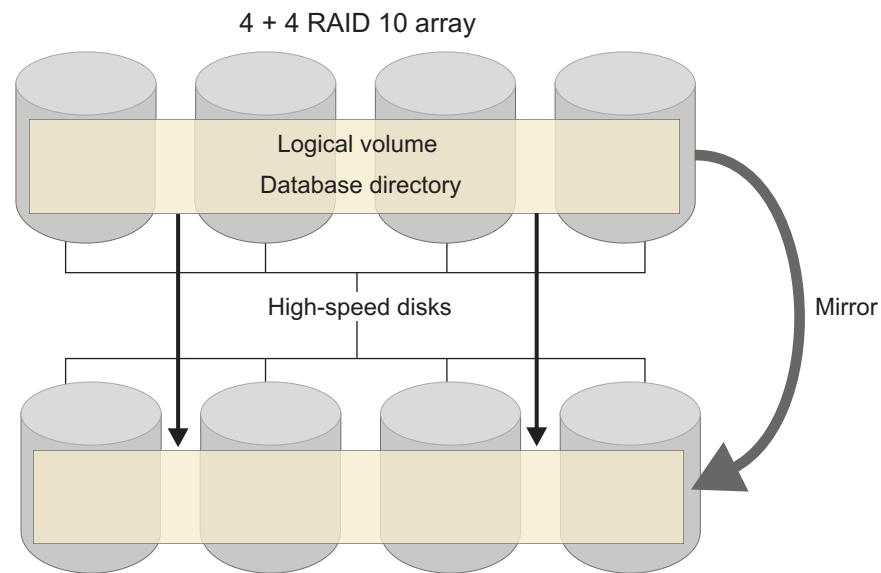 4 + 4 RAID 10 array
Logical volume
Database directory
High-speed disks
Mirror